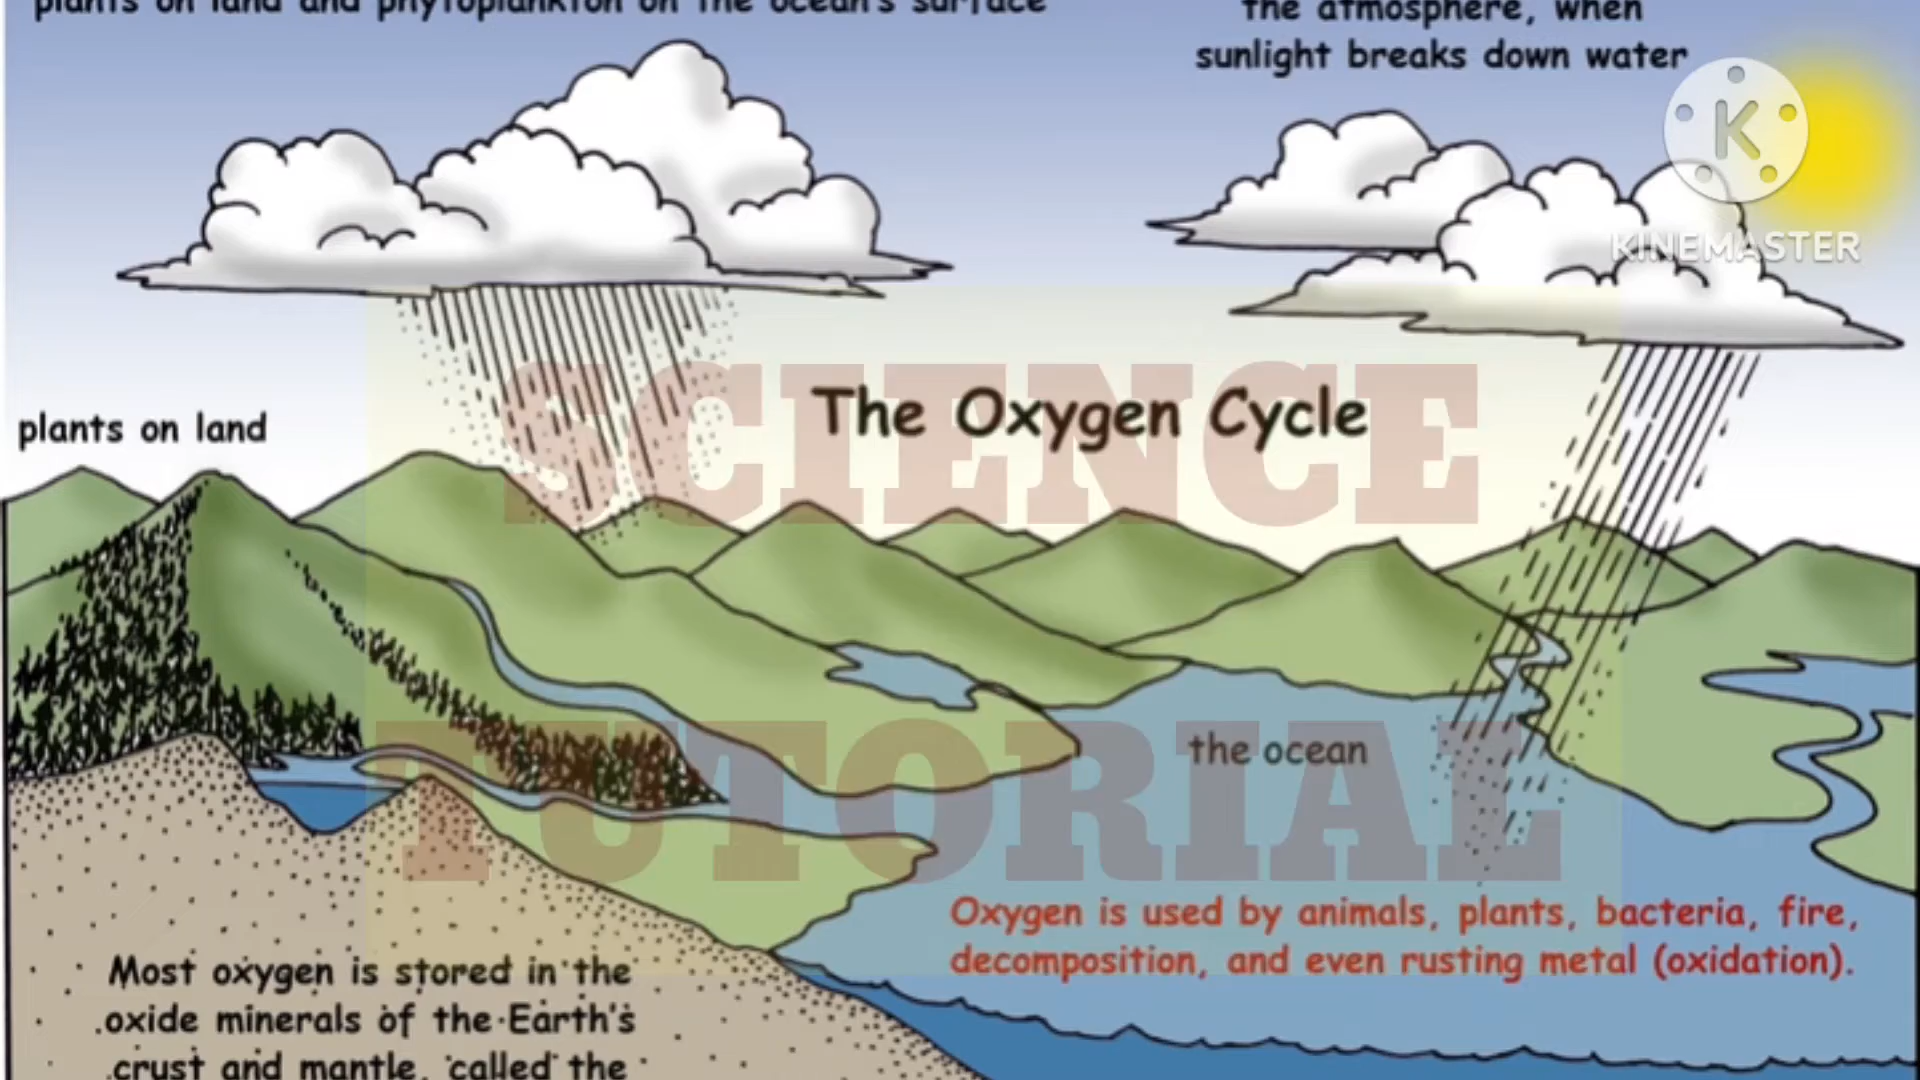 plants on land and phytoplankton on the ocean's surface
the atmosphere, when
sunlight breaks down water
K
KINEMASTER
SCIENCE
The Oxygen Cycle
plants on land
TUTORIAL
the ocean
Oxygen is used by animals, plants, bacteria, fire,
decomposition, and even rusting metal (oxidation).
Most oxygen is stored in the
oxide minerals of the Earth's
crust and mantle, called the